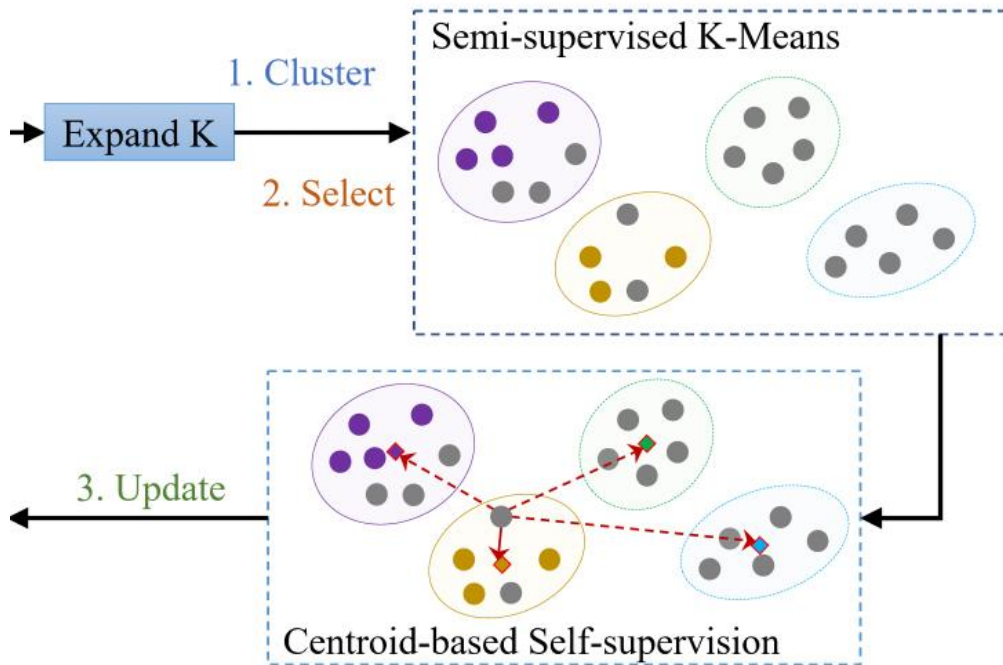 Semi-supervised K-Means
1. Cluster
Expand K
2. Select
3. Update
Centroid-based Self-supervision